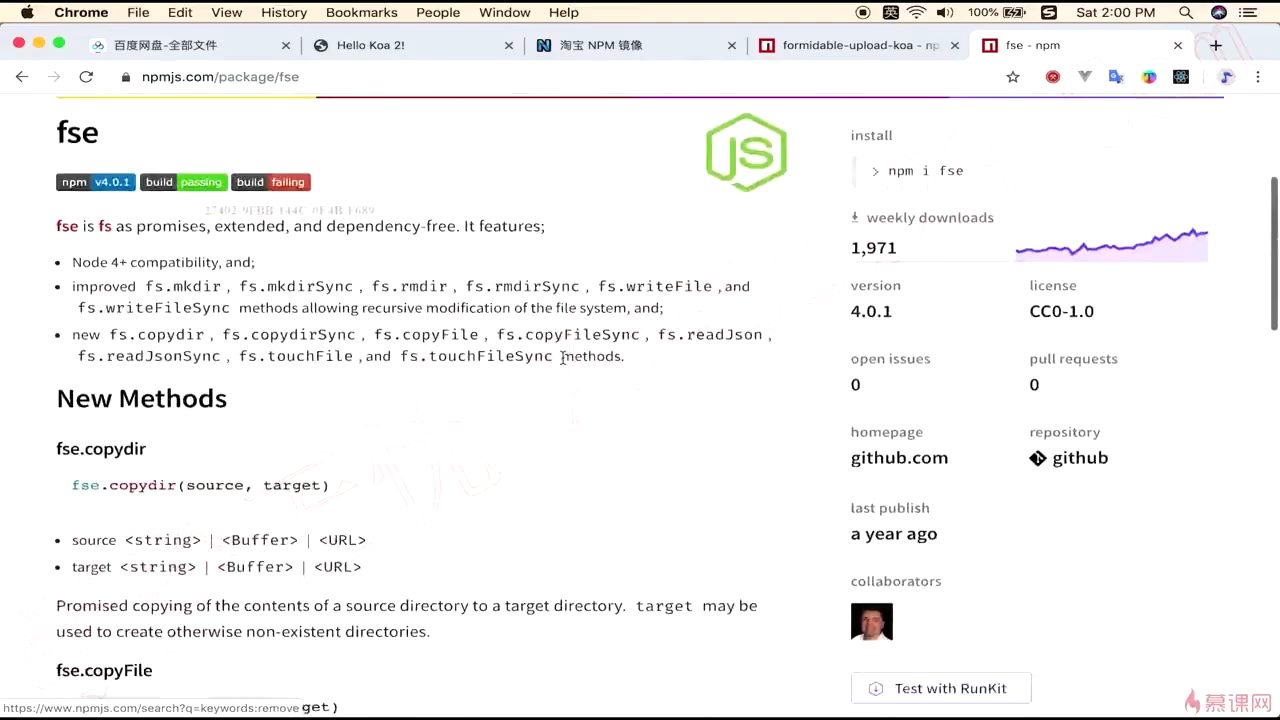 Chrome File Edit View History Bookmarks People Window Help 英 100% Sat 2:00 PM
百度网盘-全部文件 Hello Koa 2! 淘宝 NPM 镜像 formidable-upload-koa - np fse - npm
npmjs.com/package/fse
fse
JS
install
npm v4.0.1 build passing build failing
> npm i fse
fse is fs as promises, extended, and dependency-free. It features;
weekly downloads
1,971
• Node 4+ compatibility, and;
• improved fs.mkdir , fs.mkdirSync , fs.rmdir , fs.rmdirSync , fs.writeFile , and
fs.writeFileSync methods allowing recursive modification of the file system, and;
• new fs.copydir , fs.copydirSync , fs.copyFile , fs.copyFileSync , fs.readJson ,
fs.readJsonSync , fs.touchFile , and fs.touchFileSync methods.
version license
4.0.1 CC0-1.0
open issues pull requests
0 0
New Methods
fse.copydir
fse.copydir(source, target)
homepage repository
github.com github
last publish
a year ago
• source <string> | <Buffer> | <URL>
• target <string> | <Buffer> | <URL>
collaborators
Promised copying of the contents of a source directory to a target directory. target may be
used to create otherwise non-existent directories.
fse.copyFile
Test with RunKit
https://www.npmjs.com/search?q=keywords:remove get)
慕课网